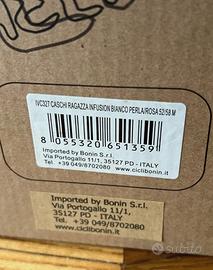 IVC327 CASCHI RAGAZZA INFUSION BIANCO PERLA/ROSA 52/58 M
8 055320 651359
Imported by Bonin S.r.l.
Via Portogallo 11/1, 35127 PD - ITALY
Tel. +39 049/8702080
www.ciclibonin.it
Imported by Bonin S.r.l.
Via Portogallo 11/1,
35127 PD - ITALY
Tel. +39 049/8702080
www.ciclibonin.it
subito